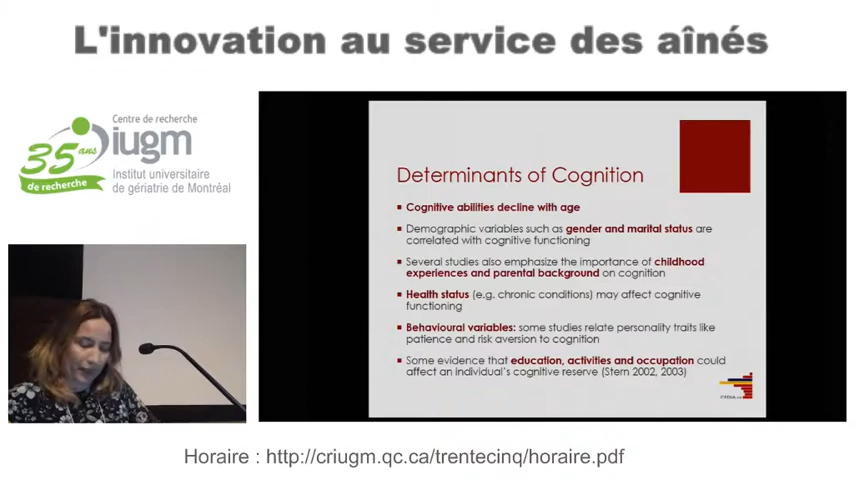 L'innovation au service des aînés
Centre de recherche
iugm
35 ans
de recherche
Institut universitaire
de gériatrie de Montréal
Determinants of Cognition
Cognitive abilities decline with age
Demographic variables such as gender and marital status are
correlated with cognitive functioning
Several studies also emphasize the importance of childhood
experiences and parental background on cognition
Health status (e.g. chronic conditions) may affect cognitive
functioning
Behavioural variables: some studies relate personality traits like
patience and risk aversion to cognition
Some evidence that education, activities and occupation could
affect an individual's cognitive reserve (Stern 2002, 2003)
Horaire : http://criugm.qc.ca/trentecinq/horaire.pdf